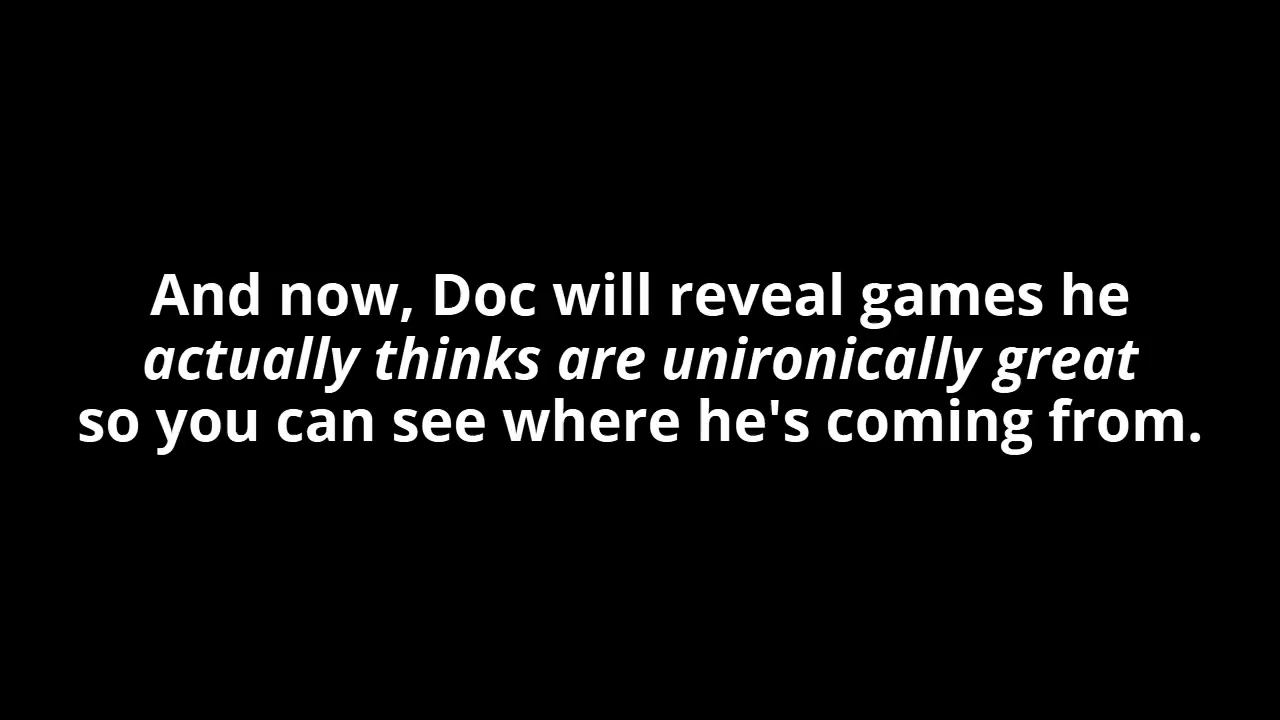 And now, Doc will reveal games he
actually thinks are unironically great
so you can see where he's coming from.